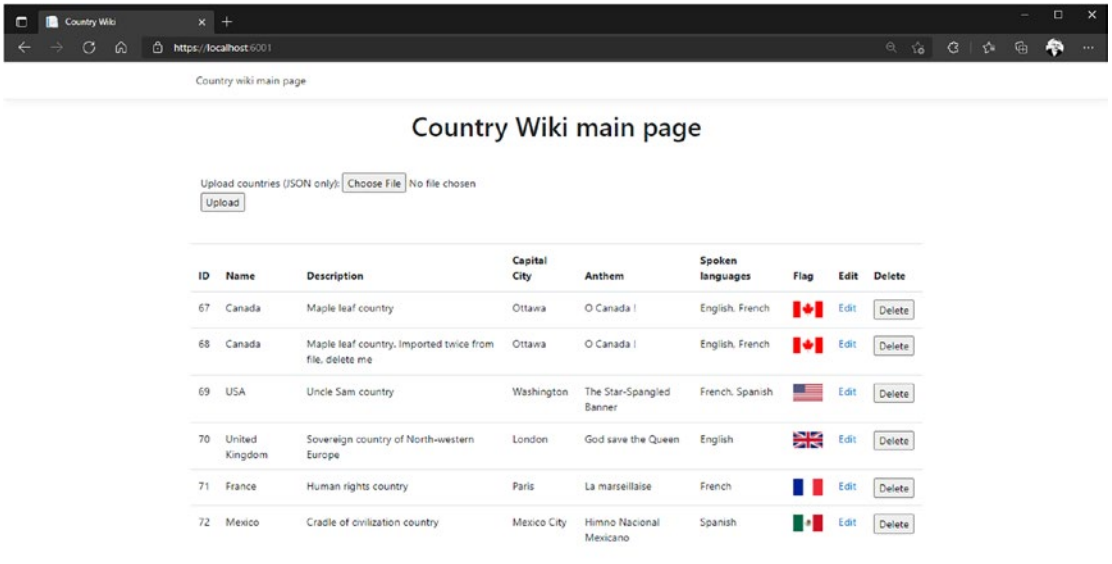 Country Wiki
https://localhost:6001
Country wiki main page
Country Wiki main page
Upload countries (JSON only): Choose File No file chosen
Upload
ID Name Description Capital City Anthem Spoken languages Flag Edit Delete
67 Canada Maple leaf country Ottawa O Canada ! English, French Edit Delete
68 Canada Maple leaf country. Imported twice from file, delete me Ottawa O Canada ! English, French Edit Delete
69 USA Uncle Sam country Washington The Star-Spangled Banner French, Spanish Edit Delete
70 United Kingdom Sovereign country of North-western Europe London God save the Queen English Edit Delete
71 France Human rights country Paris La marseillaise French Edit Delete
72 Mexico Cradle of civilization country Mexico City Himno Nacional Mexicano Spanish Edit Delete